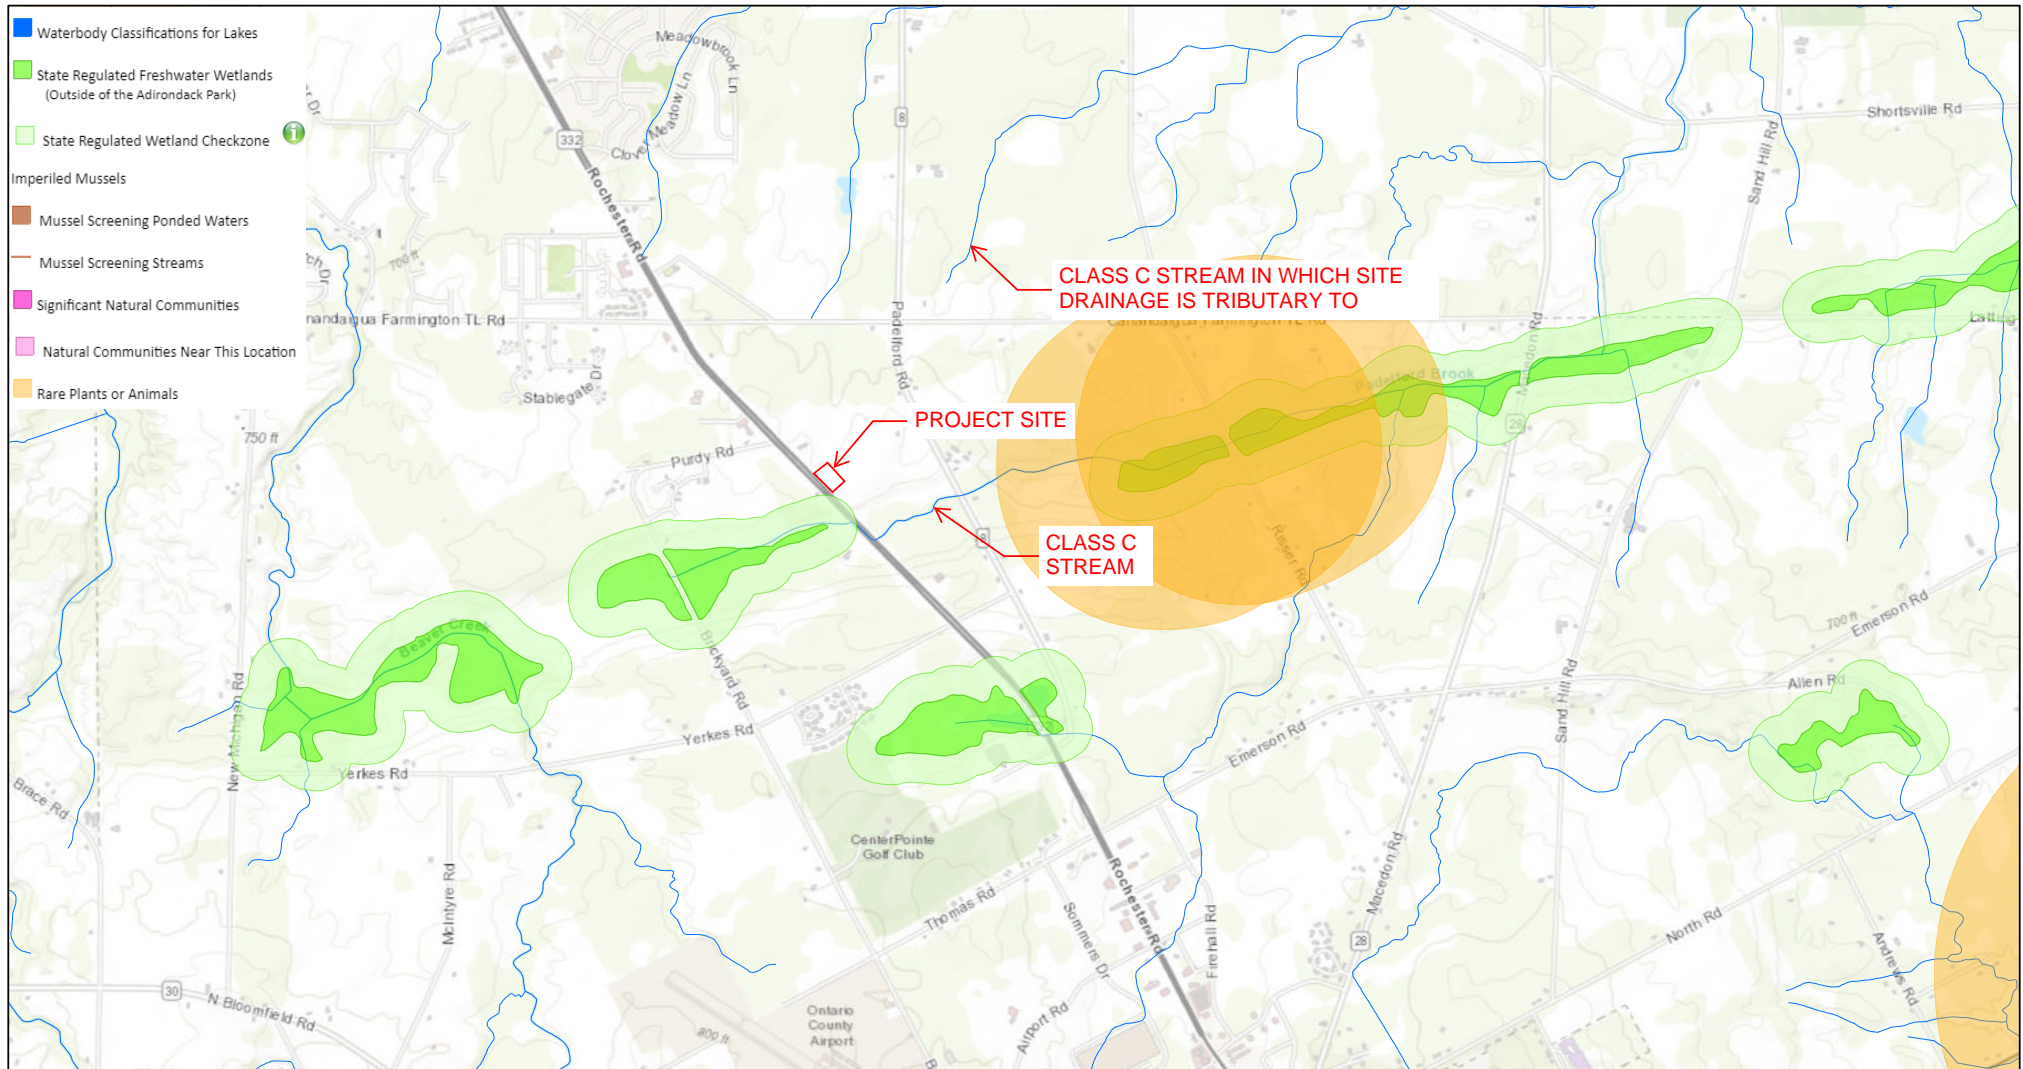 Waterbody Classifications for Lakes
State Regulated Freshwater Wetlands
(Outside of the Adirondack Park)
State Regulated Wetland Checkzone
i
Imperiled Mussels
Mussel Screening Ponded Waters
Mussel Screening Streams
Significant Natural Communities
Natural Communities Near This Location
Rare Plants or Animals
Meadowbrook Ln
Clover Meadow Ln
332
8
Rochester Rd
Shortsville Rd
Sand Hill Rd
700 ft
CLASS C STREAM IN WHICH SITE
DRAINAGE IS TRIBUTARY TO
nandaigua Farmington TL Rd
Canandaigua Farmington TL Rd
Padelford Rd
Macedon Rd
Stablegate Dr
Padelford Brook
PROJECT SITE
28
750 ft
Purdy Rd
CLASS C
STREAM
8
Risser Rd
Beaver Creek
Brickyard Rd
700 ft
Emerson Rd
Allen Rd
New Michigan Rd
Yerkes Rd
Yerkes Rd
Emerson Rd
Sand Hill Rd
Brace Rd
CenterPointe
Golf Club
McIntyre Rd
Thomas Rd
Sommers Dr
Rochester Rd
Firehall Rd
Macedon Rd
28
North Rd
Andrews Rd
30
N Bloomfield Rd
800 ft
Ontario
County
Airport
Airport Rd